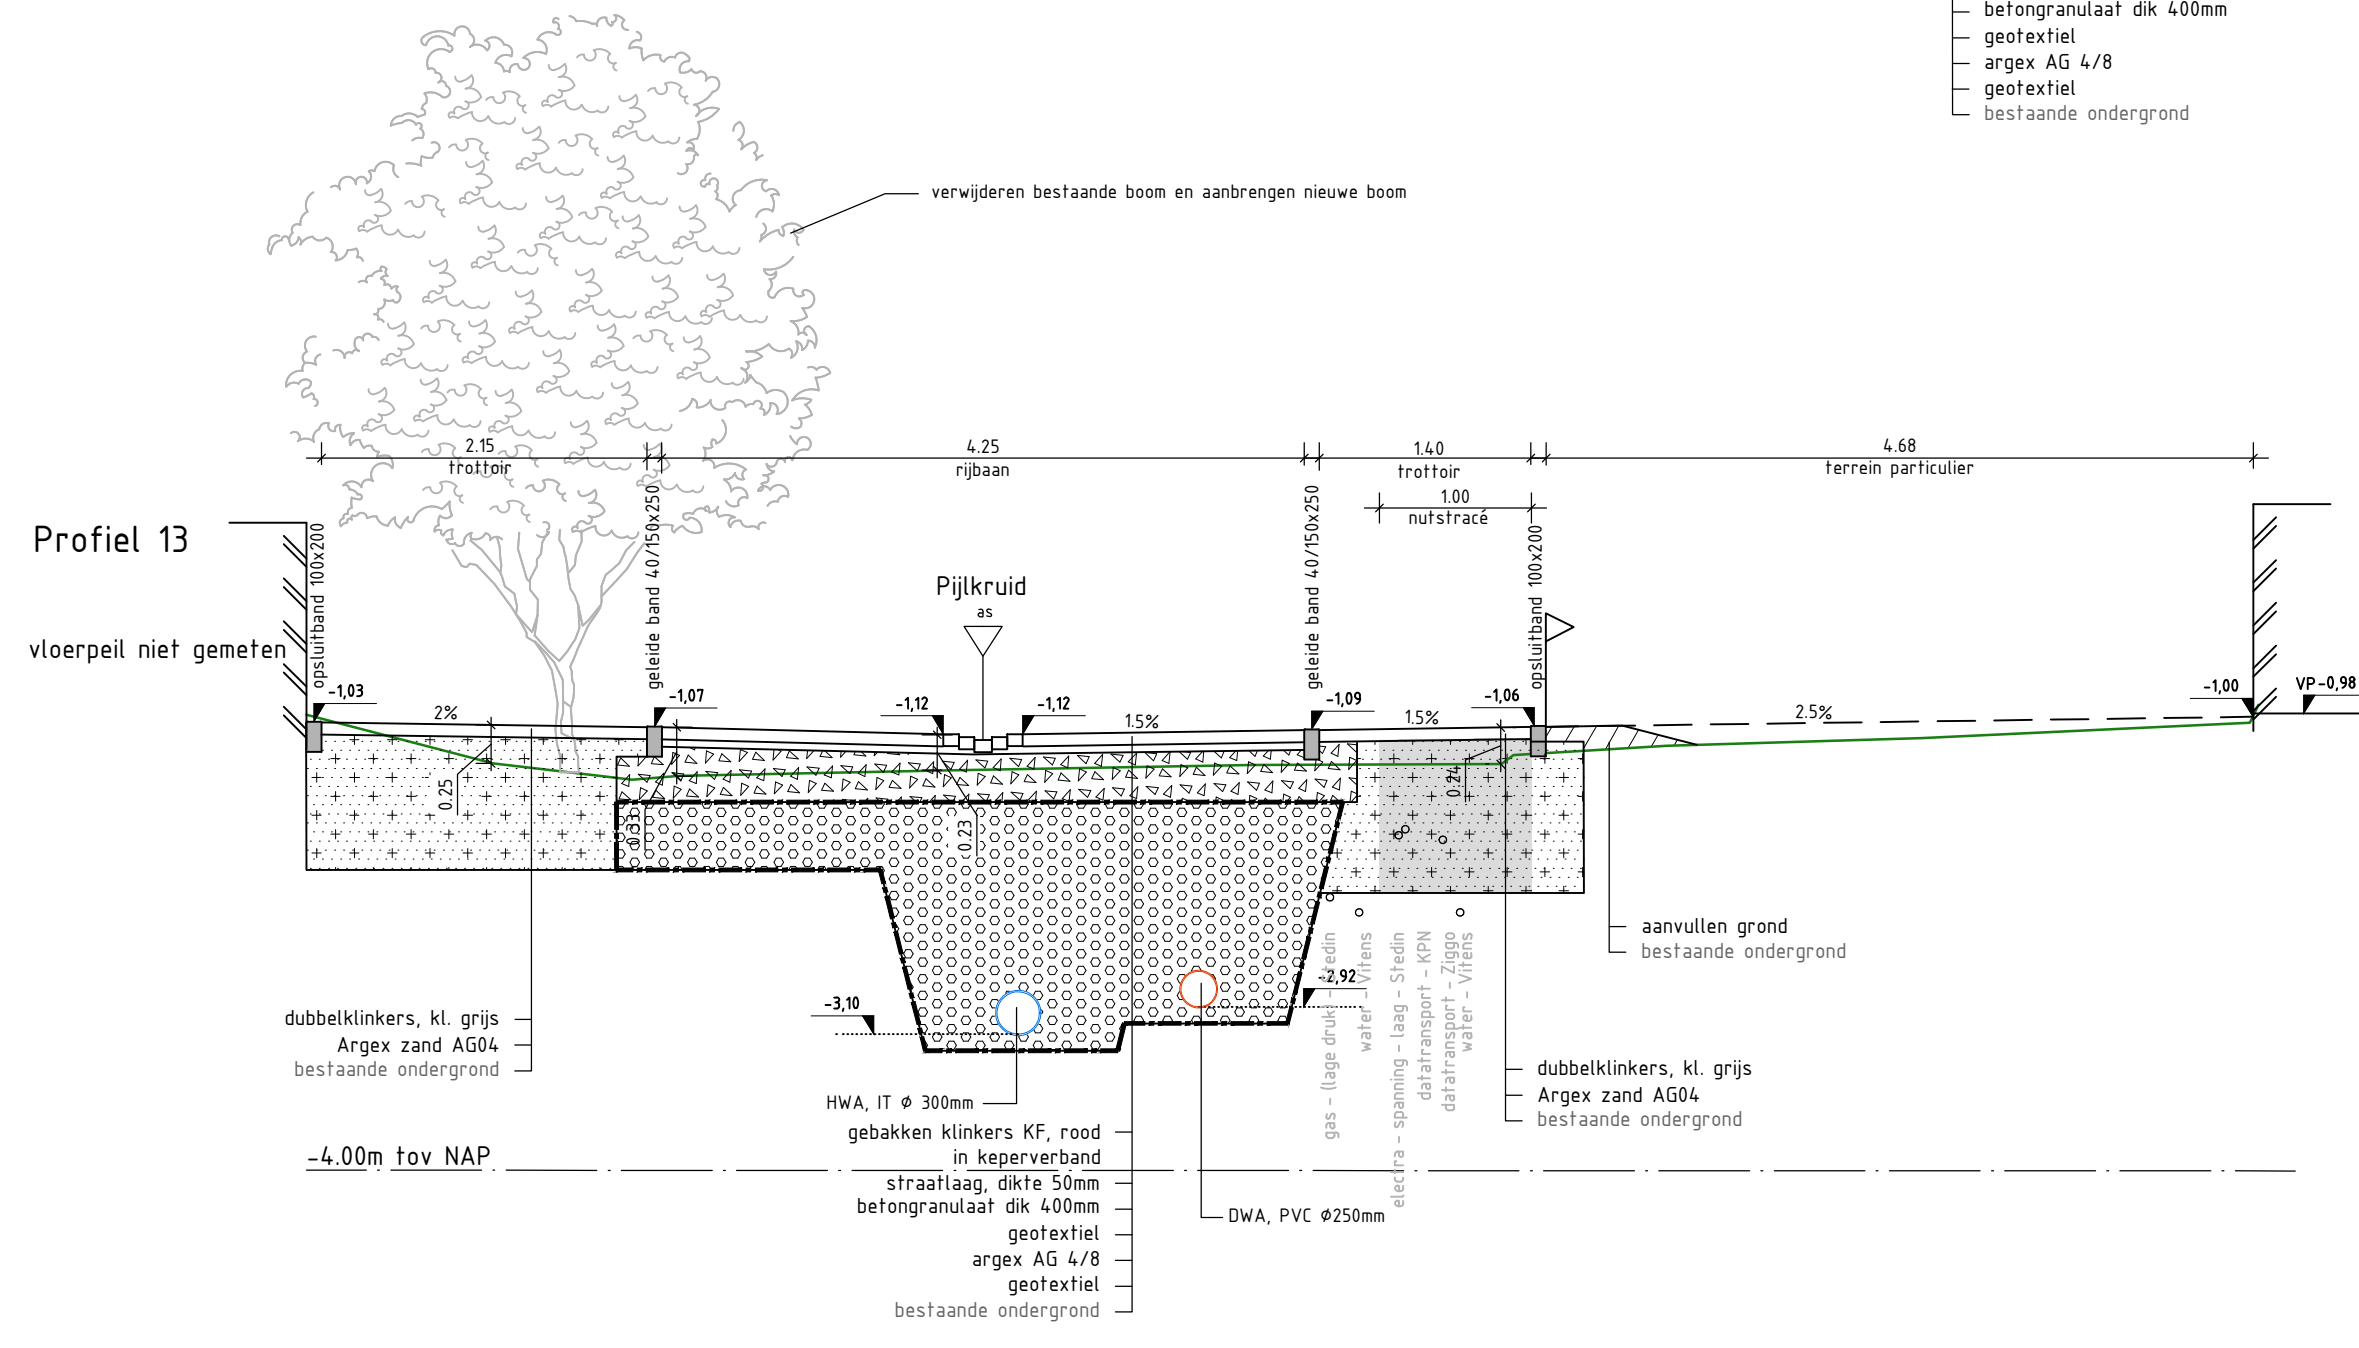 betongranulaat dik 400mm
geotextiel
argex AG 4/8
geotextiel
bestaande ondergrond
verwijderen bestaande boom en aanbrengen nieuwe boom
2.15
trottoir
4.25
rijbaan
1.40
trottoir
4.68
terrein particulier
1.00
nutstracé
Profiel 13
vloerpeil niet gemeten
opsluitband 100x200
geleide band 40/150x250
geleide band 40/150x250
opsluitband 100x200
Pijlkruid
as
-1,03
-1,07
-1,12
-1,12
-1,09
-1,06
-1,00
VP-0,98
2%
1.5%
1.5%
2.5%
0.25
0.33
0.23
0.24
aanvullen grond
bestaande ondergrond
-3,10
-2,92
gas - (lage druk) - Stedin
water - Vitens
electra - spanning - laag - Stedin
datatransport - KPN
datatransport - Ziggo
water - Vitens
dubbelklinkers, kl. grijs
Argex zand AG04
bestaande ondergrond
dubbelklinkers, kl. grijs
Argex zand AG04
bestaande ondergrond
HWA, IT Ø 300mm
gebakken klinkers KF, rood
in keperverband
straatlaag, dikte 50mm
betongranulaat dik 400mm
geotextiel
argex AG 4/8
geotextiel
bestaande ondergrond
DWA, PVC Ø250mm
-4.00m tov NAP